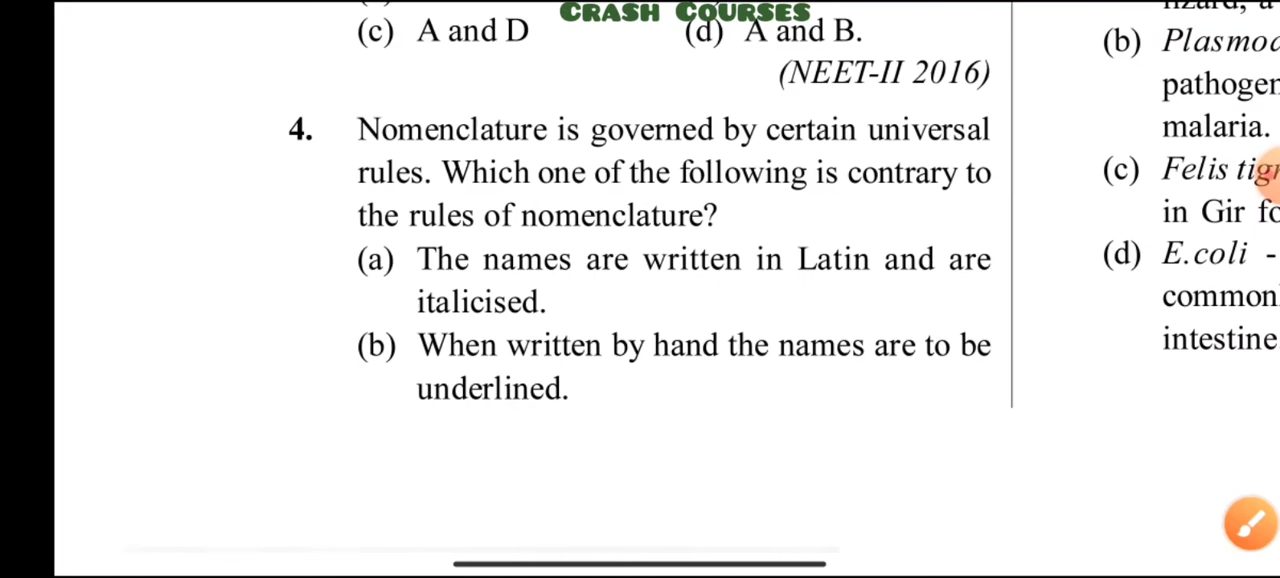 CRASH COURSES
(c) A and D (d) A and B.
(NEET-II 2016)
4. Nomenclature is governed by certain universal
rules. Which one of the following is contrary to
the rules of nomenclature?
(a) The names are written in Latin and are
italicised.
(b) When written by hand the names are to be
underlined.
(b)
pathogen
malaria.
(c) Felis
in Gir
(d) E.coli -
common
intestine